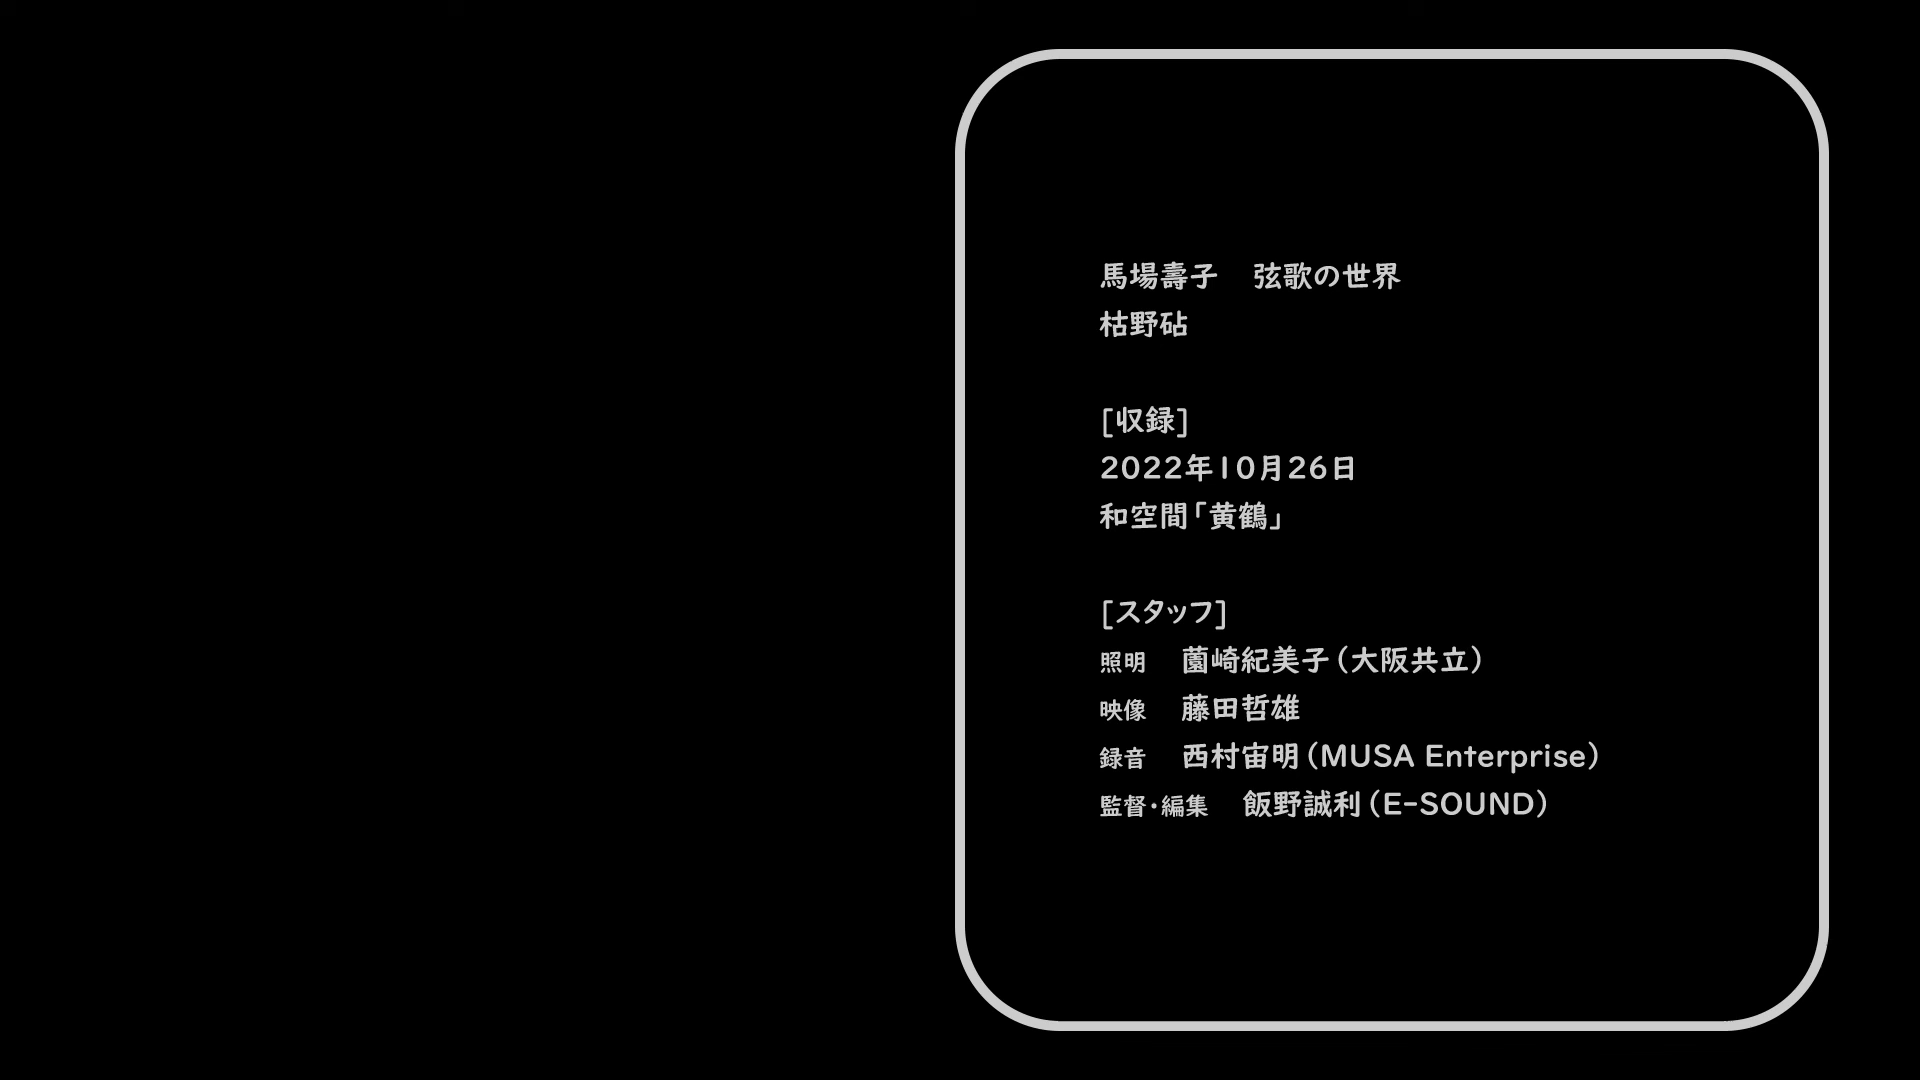 馬場壽子　弦歌の世界
枯野砧
[収録]
2022年10月26日
和空間「黄鶴」
[スタッフ]
照明　薗崎紀美子（大阪共立）
映像　藤田哲雄
録音　西村宙明（MUSA Enterprise）
監督・編集　飯野誠利（E-SOUND）